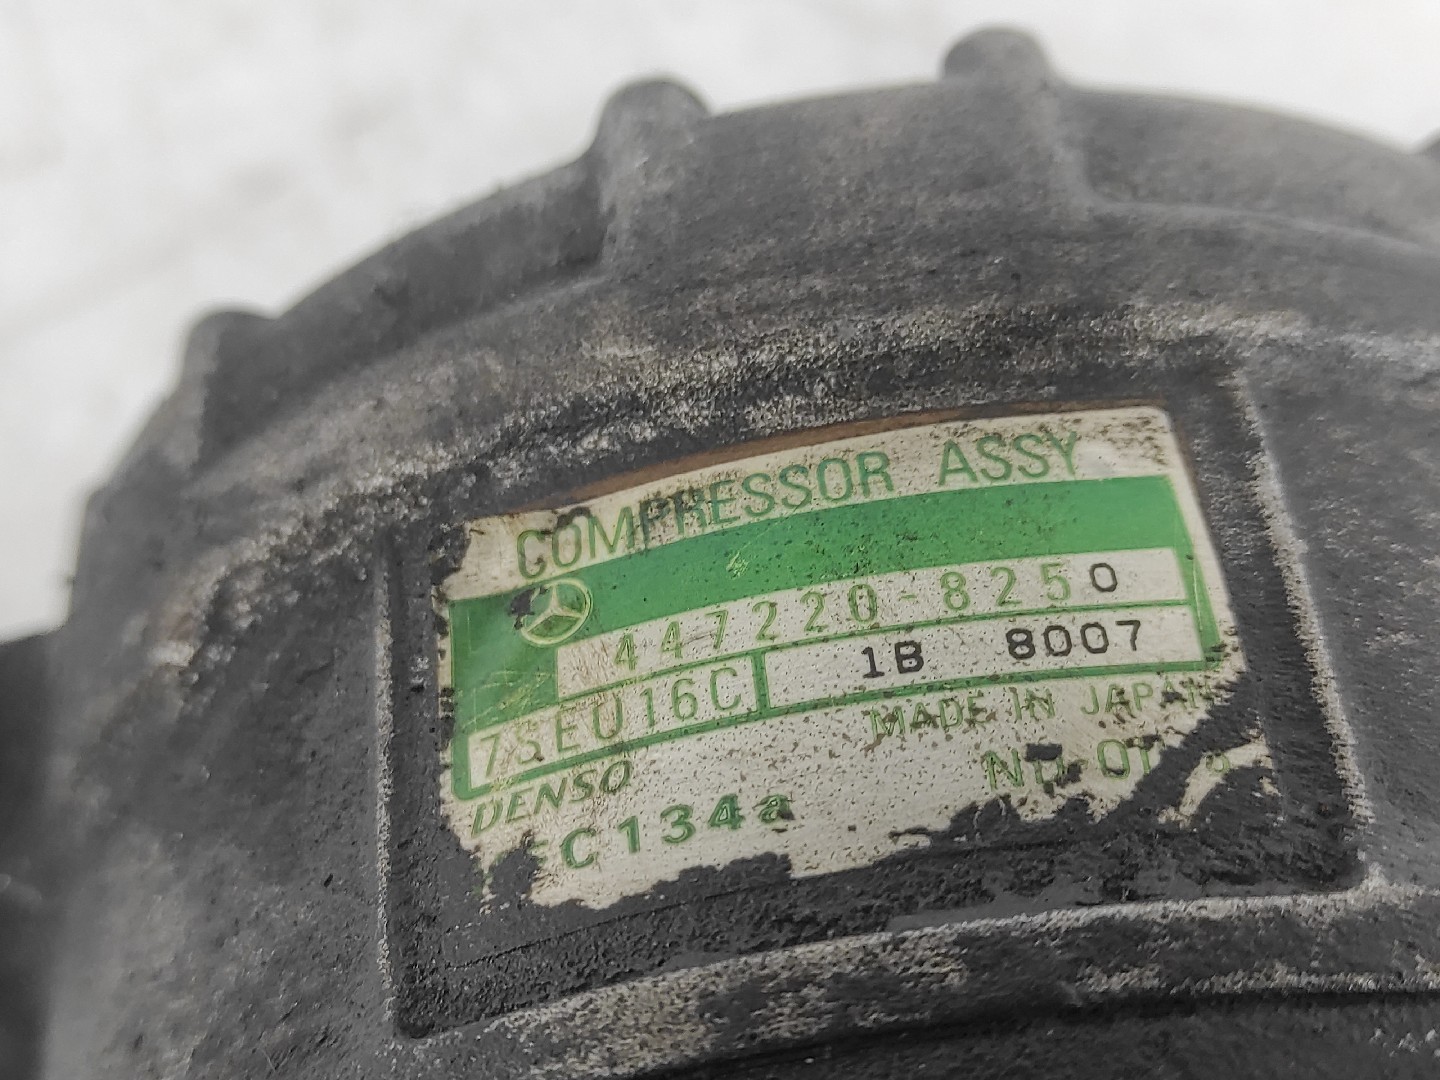 COMPRESSOR ASSY
447220-8250
7SEU16C 1B 8007
DENSO MADE IN JAPAN
C134a